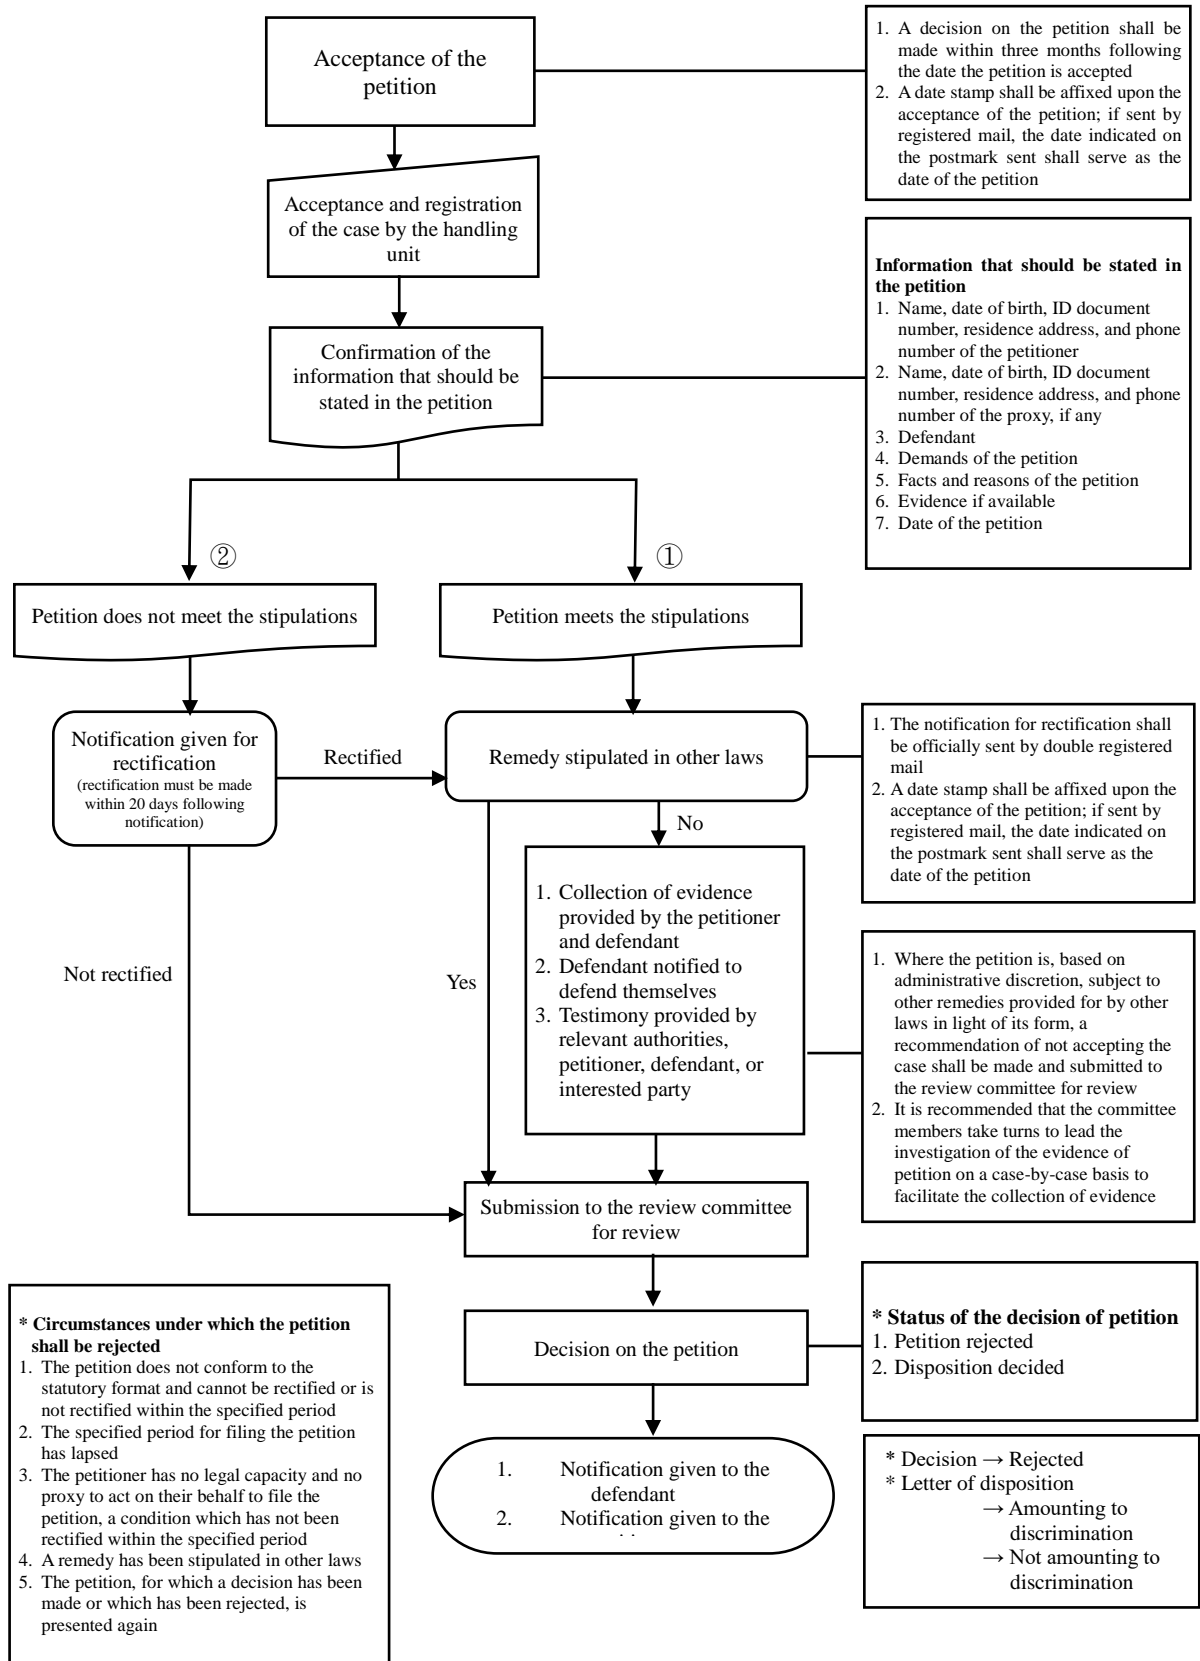 Acceptance of the
petition
1. A decision on the petition shall be
made within three months following
the date the petition is accepted
2. A date stamp shall be affixed upon the
acceptance of the petition; if sent by
registered mail, the date indicated on
the postmark sent shall serve as the
date of the petition
Acceptance and registration
of the case by the handling
unit
Information that should be stated in
the petition
1. Name, date of birth, ID document
number, residence address, and phone
number of the petitioner
2. Name, date of birth, ID document
number, residence address, and phone
number of the proxy, if any
3. Defendant
4. Demands of the petition
5. Facts and reasons of the petition
6. Evidence if available
7. Date of the petition
Confirmation of the
information that should be
stated in the petition
②
①
Petition does not meet the stipulations
Petition meets the stipulations
Notification given for
rectification
(rectification must be made
within 20 days following
notification)
Rectified
Remedy stipulated in other laws
1. The notification for rectification shall
be officially sent by double registered
mail
2. A date stamp shall be affixed upon the
acceptance of the petition; if sent by
registered mail, the date indicated on
the postmark sent shall serve as the
date of the petition
No
1. Collection of evidence
provided by the petitioner
and defendant
2. Defendant notified to
defend themselves
3. Testimony provided by
relevant authorities,
petitioner, defendant, or
interested party
Not rectified
Yes
1. Where the petition is, based on
administrative discretion, subject to
other remedies provided for by other
laws in light of its form, a
recommendation of not accepting the
case shall be made and submitted to
the review committee for review
2. It is recommended that the committee
members take turns to lead the
investigation of the evidence of
petition on a case-by-case basis to
facilitate the collection of evidence
Submission to the review committee
for review
* Circumstances under which the petition
shall be rejected
1. The petition does not conform to the
statutory format and cannot be rectified or is
not rectified within the specified period
2. The specified period for filing the petition
has lapsed
3. The petitioner has no legal capacity and no
proxy to act on their behalf to file the
petition, a condition which has not been
rectified within the specified period
4. A remedy has been stipulated in other laws
5. The petition, for which a decision has been
made or which has been rejected, is
presented again
Decision on the petition
* Status of the decision of petition
1. Petition rejected
2. Disposition decided
1. Notification given to the
defendant
2. Notification given to the
* Decision → Rejected
* Letter of disposition
→ Amounting to
discrimination
→ Not amounting to
discrimination